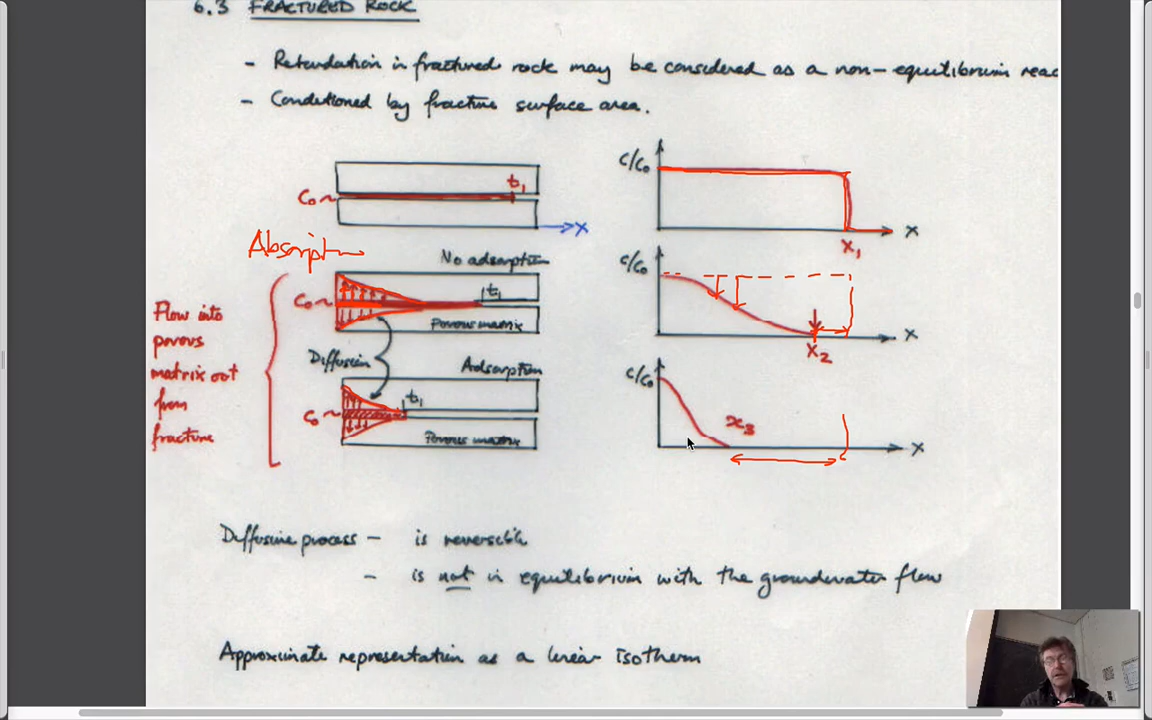 6.3 FRACTURED ROCK
- Retardation in fractured rock may be considered as a non-equilibrium reac
- Conditioned by fracture surface area.
C/C₀
t₁
C₀ ~
x
x
x₁
Absorptn
No adsorption
C/C₀
C₀ ~
t₁
x
Porous matrix
x₂
Flow into
porous
matrix out
from
fracture
Diffusion
Adsorption
C/C₀
t₁
C₀ ~
x₃
Porous matrix
x
Diffusive process - is reversible
- is not in equilibrium with the groundwater flow
Approximate representation as a linear isotherm